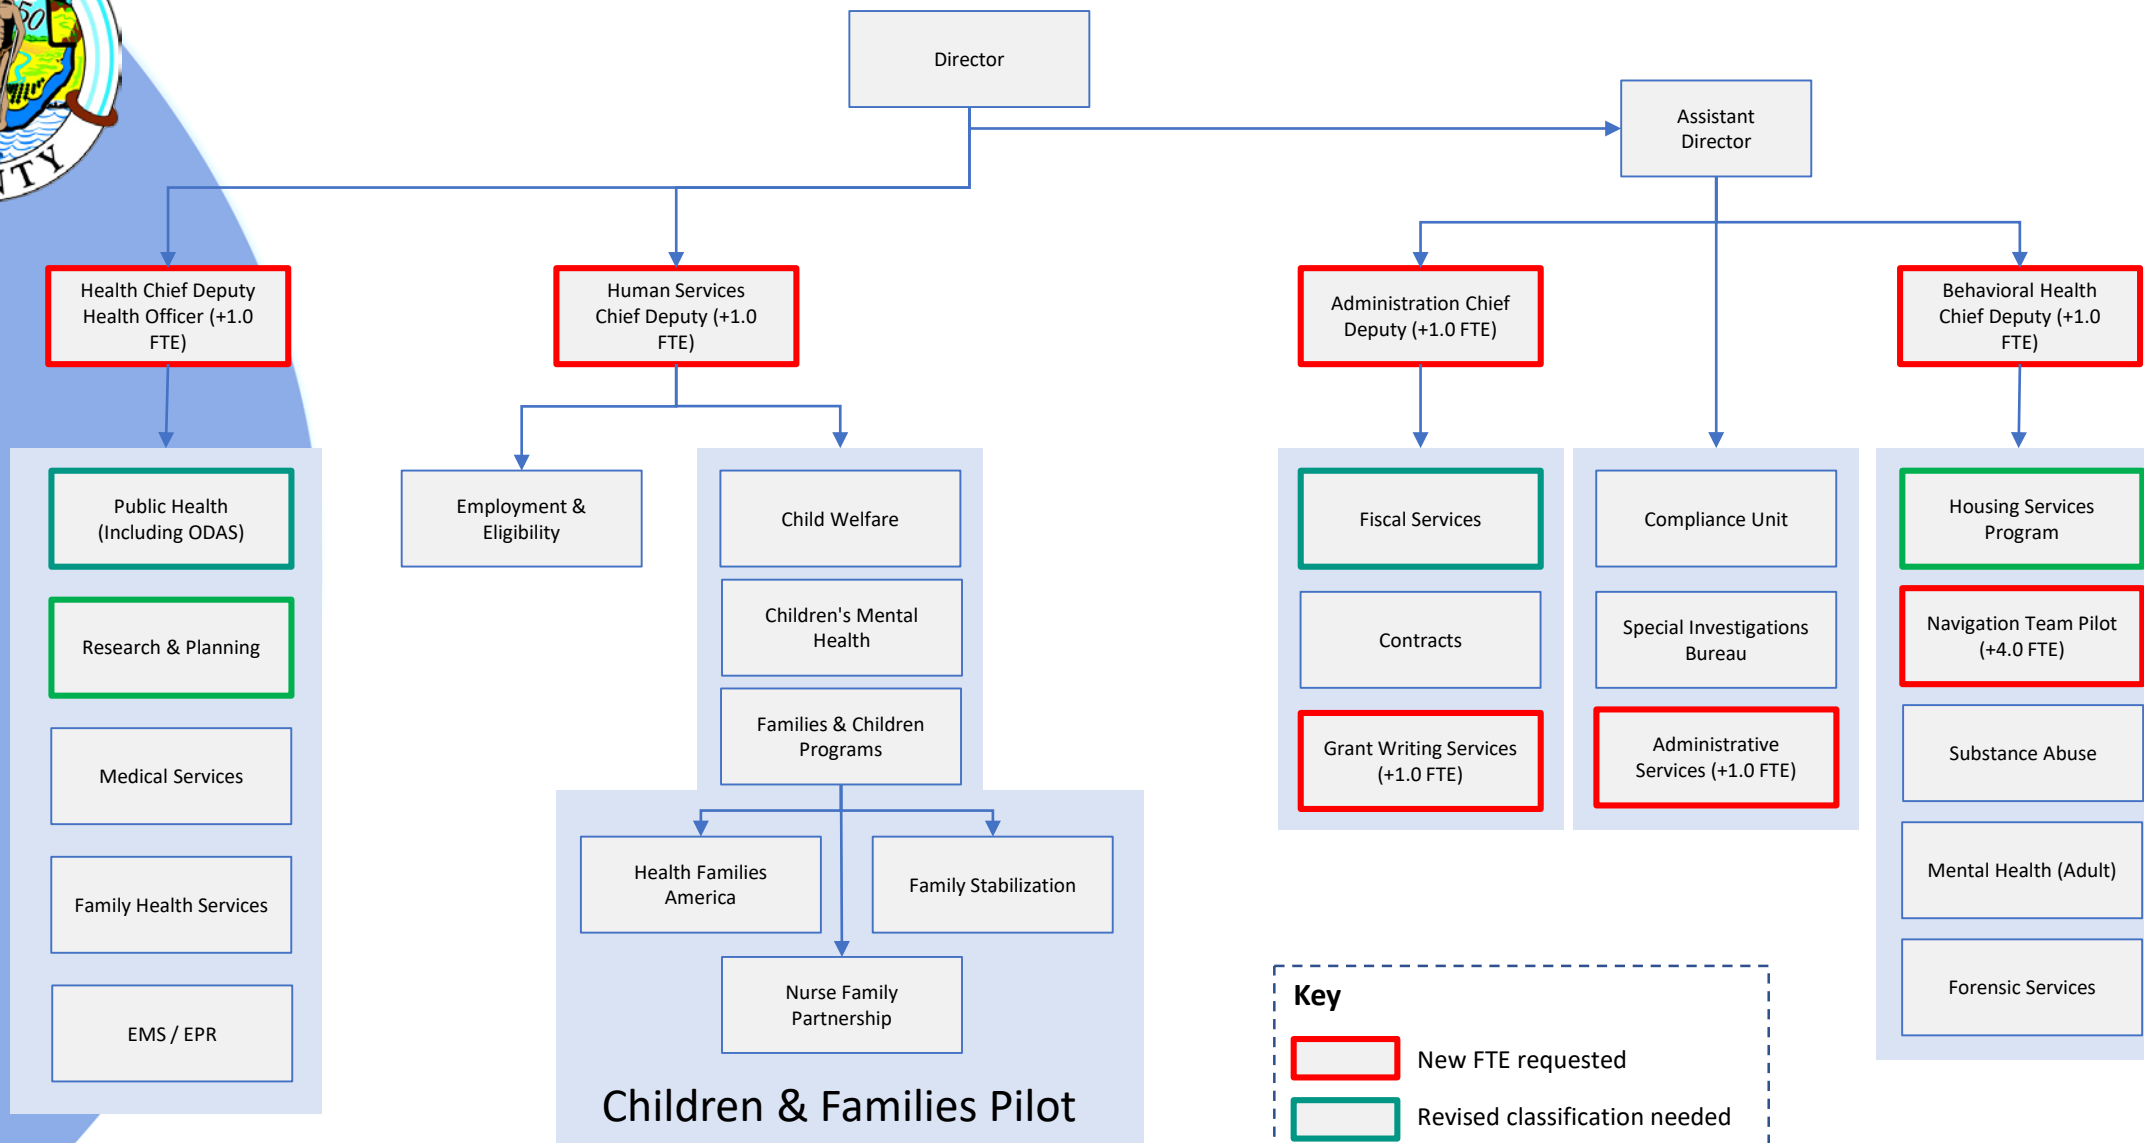 50
NTY
Director
Assistant
Director
Health Chief Deputy
Health Officer (+1.0
FTE)
Human Services
Chief Deputy (+1.0
FTE)
Administration Chief
Deputy (+1.0 FTE)
Behavioral Health
Chief Deputy (+1.0
FTE)
Public Health
(Including ODAS)
Research & Planning
Medical Services
Family Health Services
EMS / EPR
Employment &
Eligibility
Child Welfare
Children's Mental
Health
Families & Children
Programs
Health Families
America
Family Stabilization
Nurse Family
Partnership
Children & Families Pilot
Fiscal Services
Contracts
Grant Writing Services
(+1.0 FTE)
Compliance Unit
Special Investigations
Bureau
Administrative
Services (+1.0 FTE)
Housing Services
Program
Navigation Team Pilot
(+4.0 FTE)
Substance Abuse
Mental Health (Adult)
Forensic Services
Key
New FTE requested
Revised classification needed